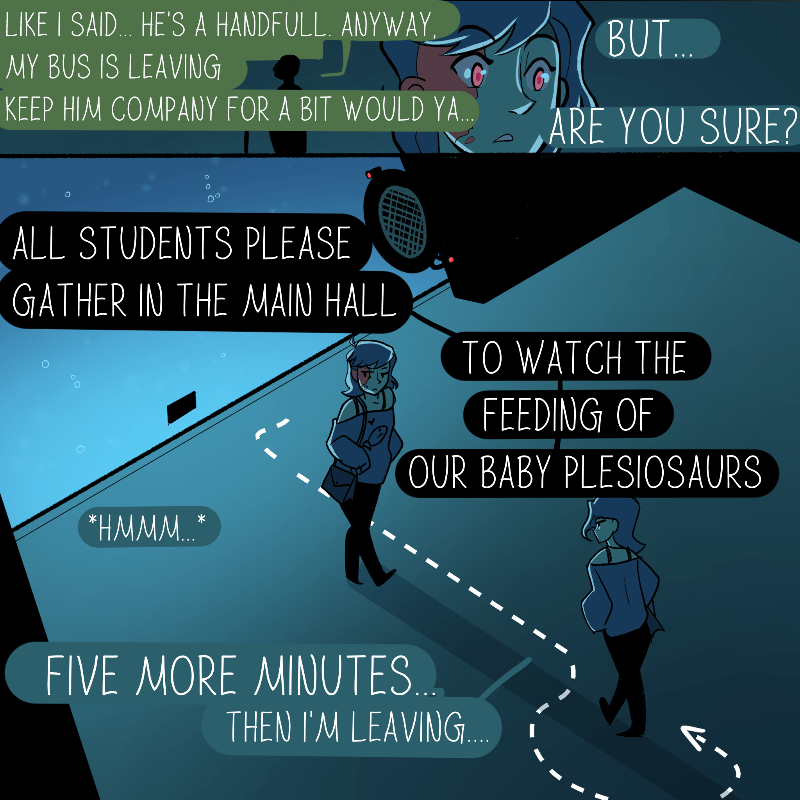 LIKE I SAID... HE'S A HANDFULL. ANYWAY,
MY BUS IS LEAVING
KEEP HIM COMPANY FOR A BIT WOULD YA...
BUT...
ARE YOU SURE?
ALL STUDENTS PLEASE
GATHER IN THE MAIN HALL
TO WATCH THE
FEEDING OF
OUR BABY PLESIOSAURS
*HMMM...*
FIVE MORE MINUTES...
THEN I'M LEAVING....